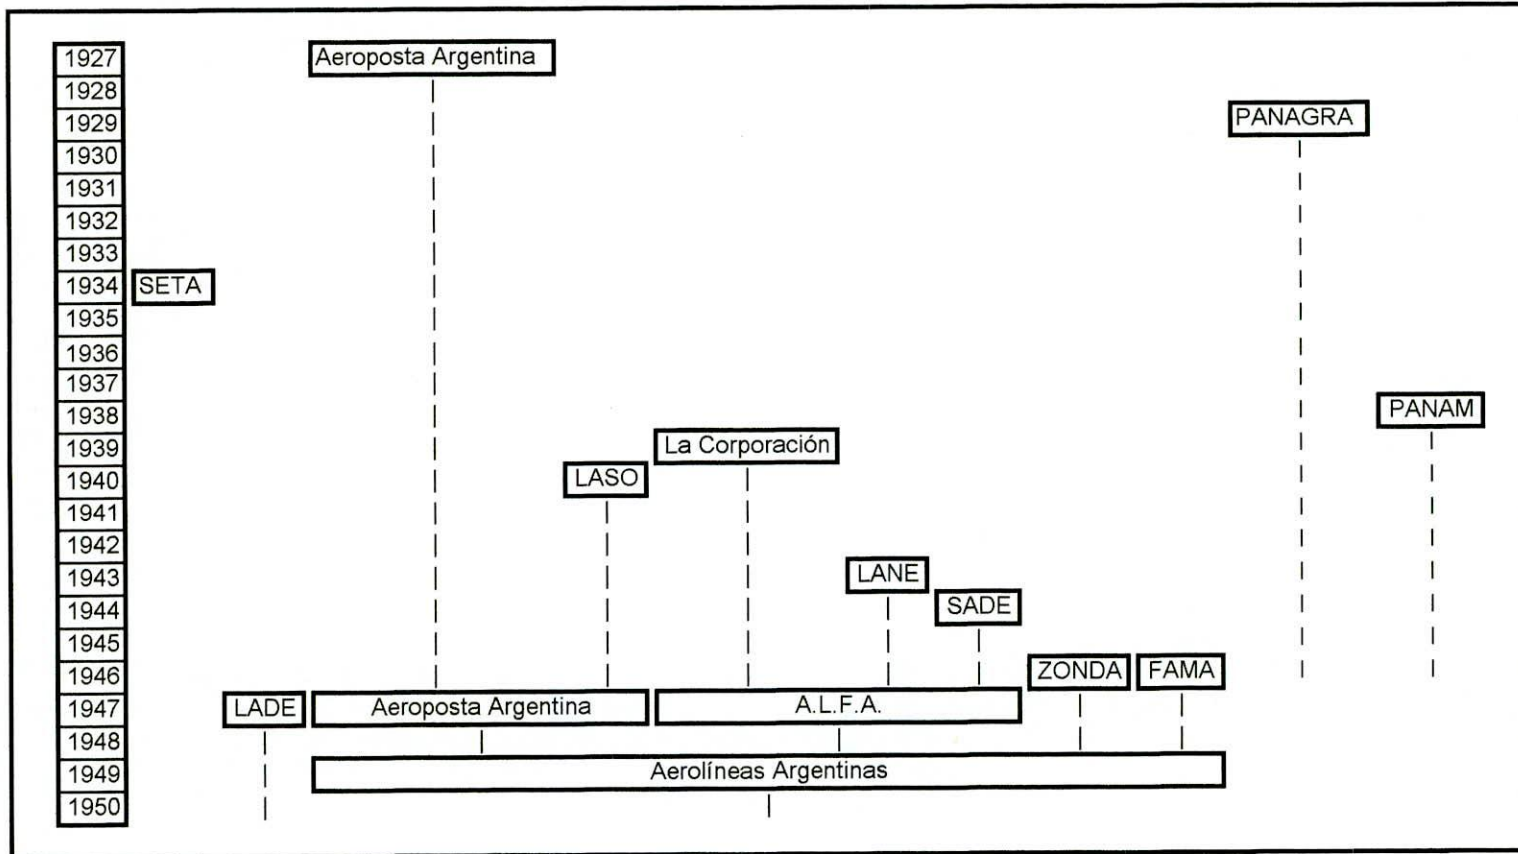 1927 Aeroposta Argentina
1928
1929 PANAGRA
1930
1931
1932
1933
1934 SETA
1935
1936
1937
1938 PANAM
1939 La Corporación
1940 LASO
1941
1942
1943 LANE
1944 SADE
1945
1946 ZONDA FAMA
1947 LADE Aeroposta Argentina A.L.F.A.
1948
1949 Aerolíneas Argentinas
1950